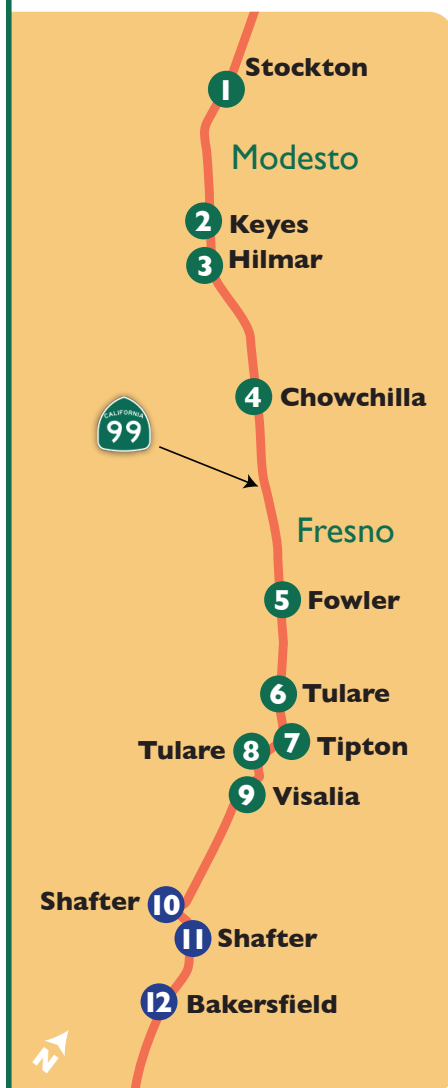 Stockton
1
Modesto
2 Keyes
3 Hilmar
4 Chowchilla
CALIFORNIA
99
Fresno
5 Fowler
6 Tulare
7 Tipton
Tulare 8
9 Visalia
Shafter 10
11 Shafter
12 Bakersfield
N